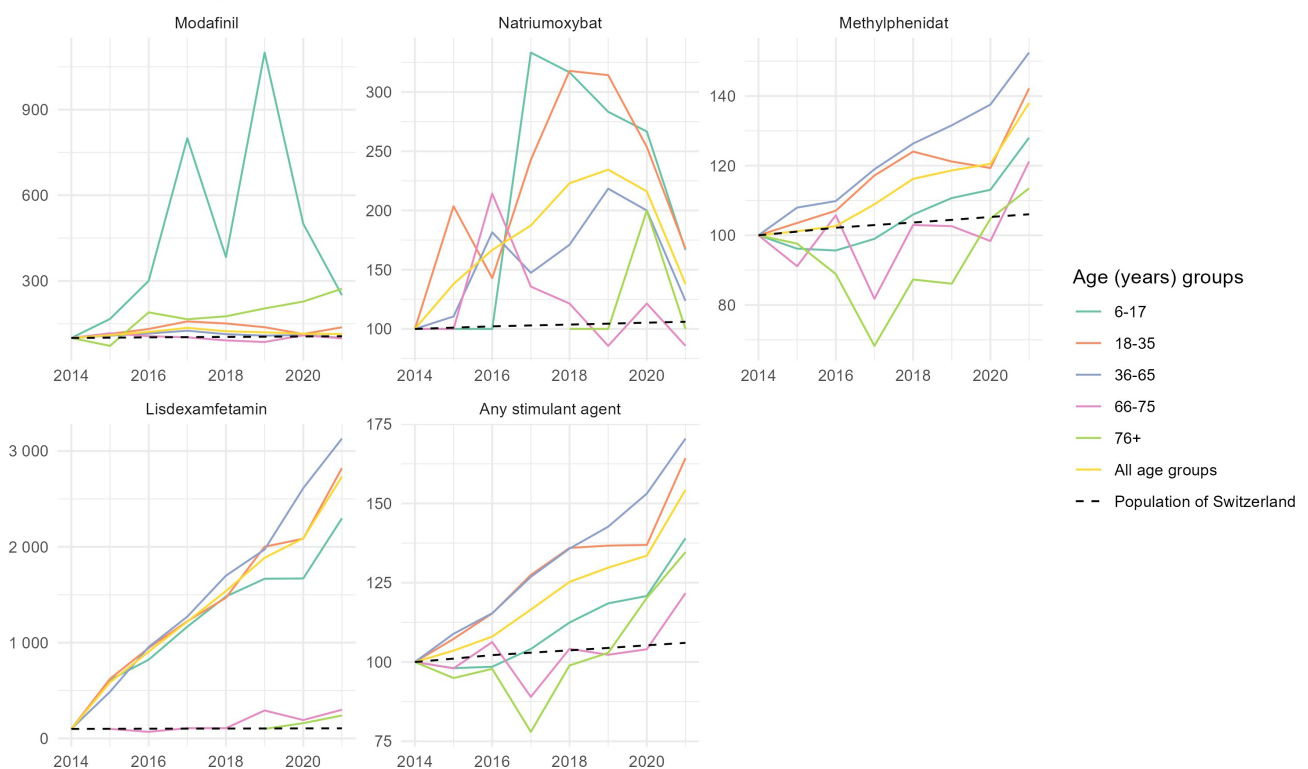 Modafinil
Natriumoxybat
Methylphenidat
900
600
300
2014 2016 2018 2020
300
250
200
150
100
2014 2016 2018 2020
140
120
100
80
2014 2016 2018 2020
Lisdexamfetamin
Any stimulant agent
3 000
2 000
1 000
0
2014 2016 2018 2020
175
150
125
100
75
2014 2016 2018 2020
Age (years) groups
6-17
18-35
36-65
66-75
76+
All age groups
Population of Switzerland